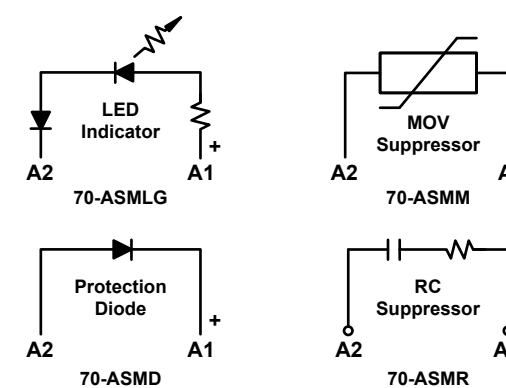 LED
Indicator
+
A2
A1
70-ASMLG
MOV
Suppressor
A2
A
70-ASMM
Protection
Diode
+
A2
A1
70-ASMD
RC
Suppressor
A2
A
70-ASMR